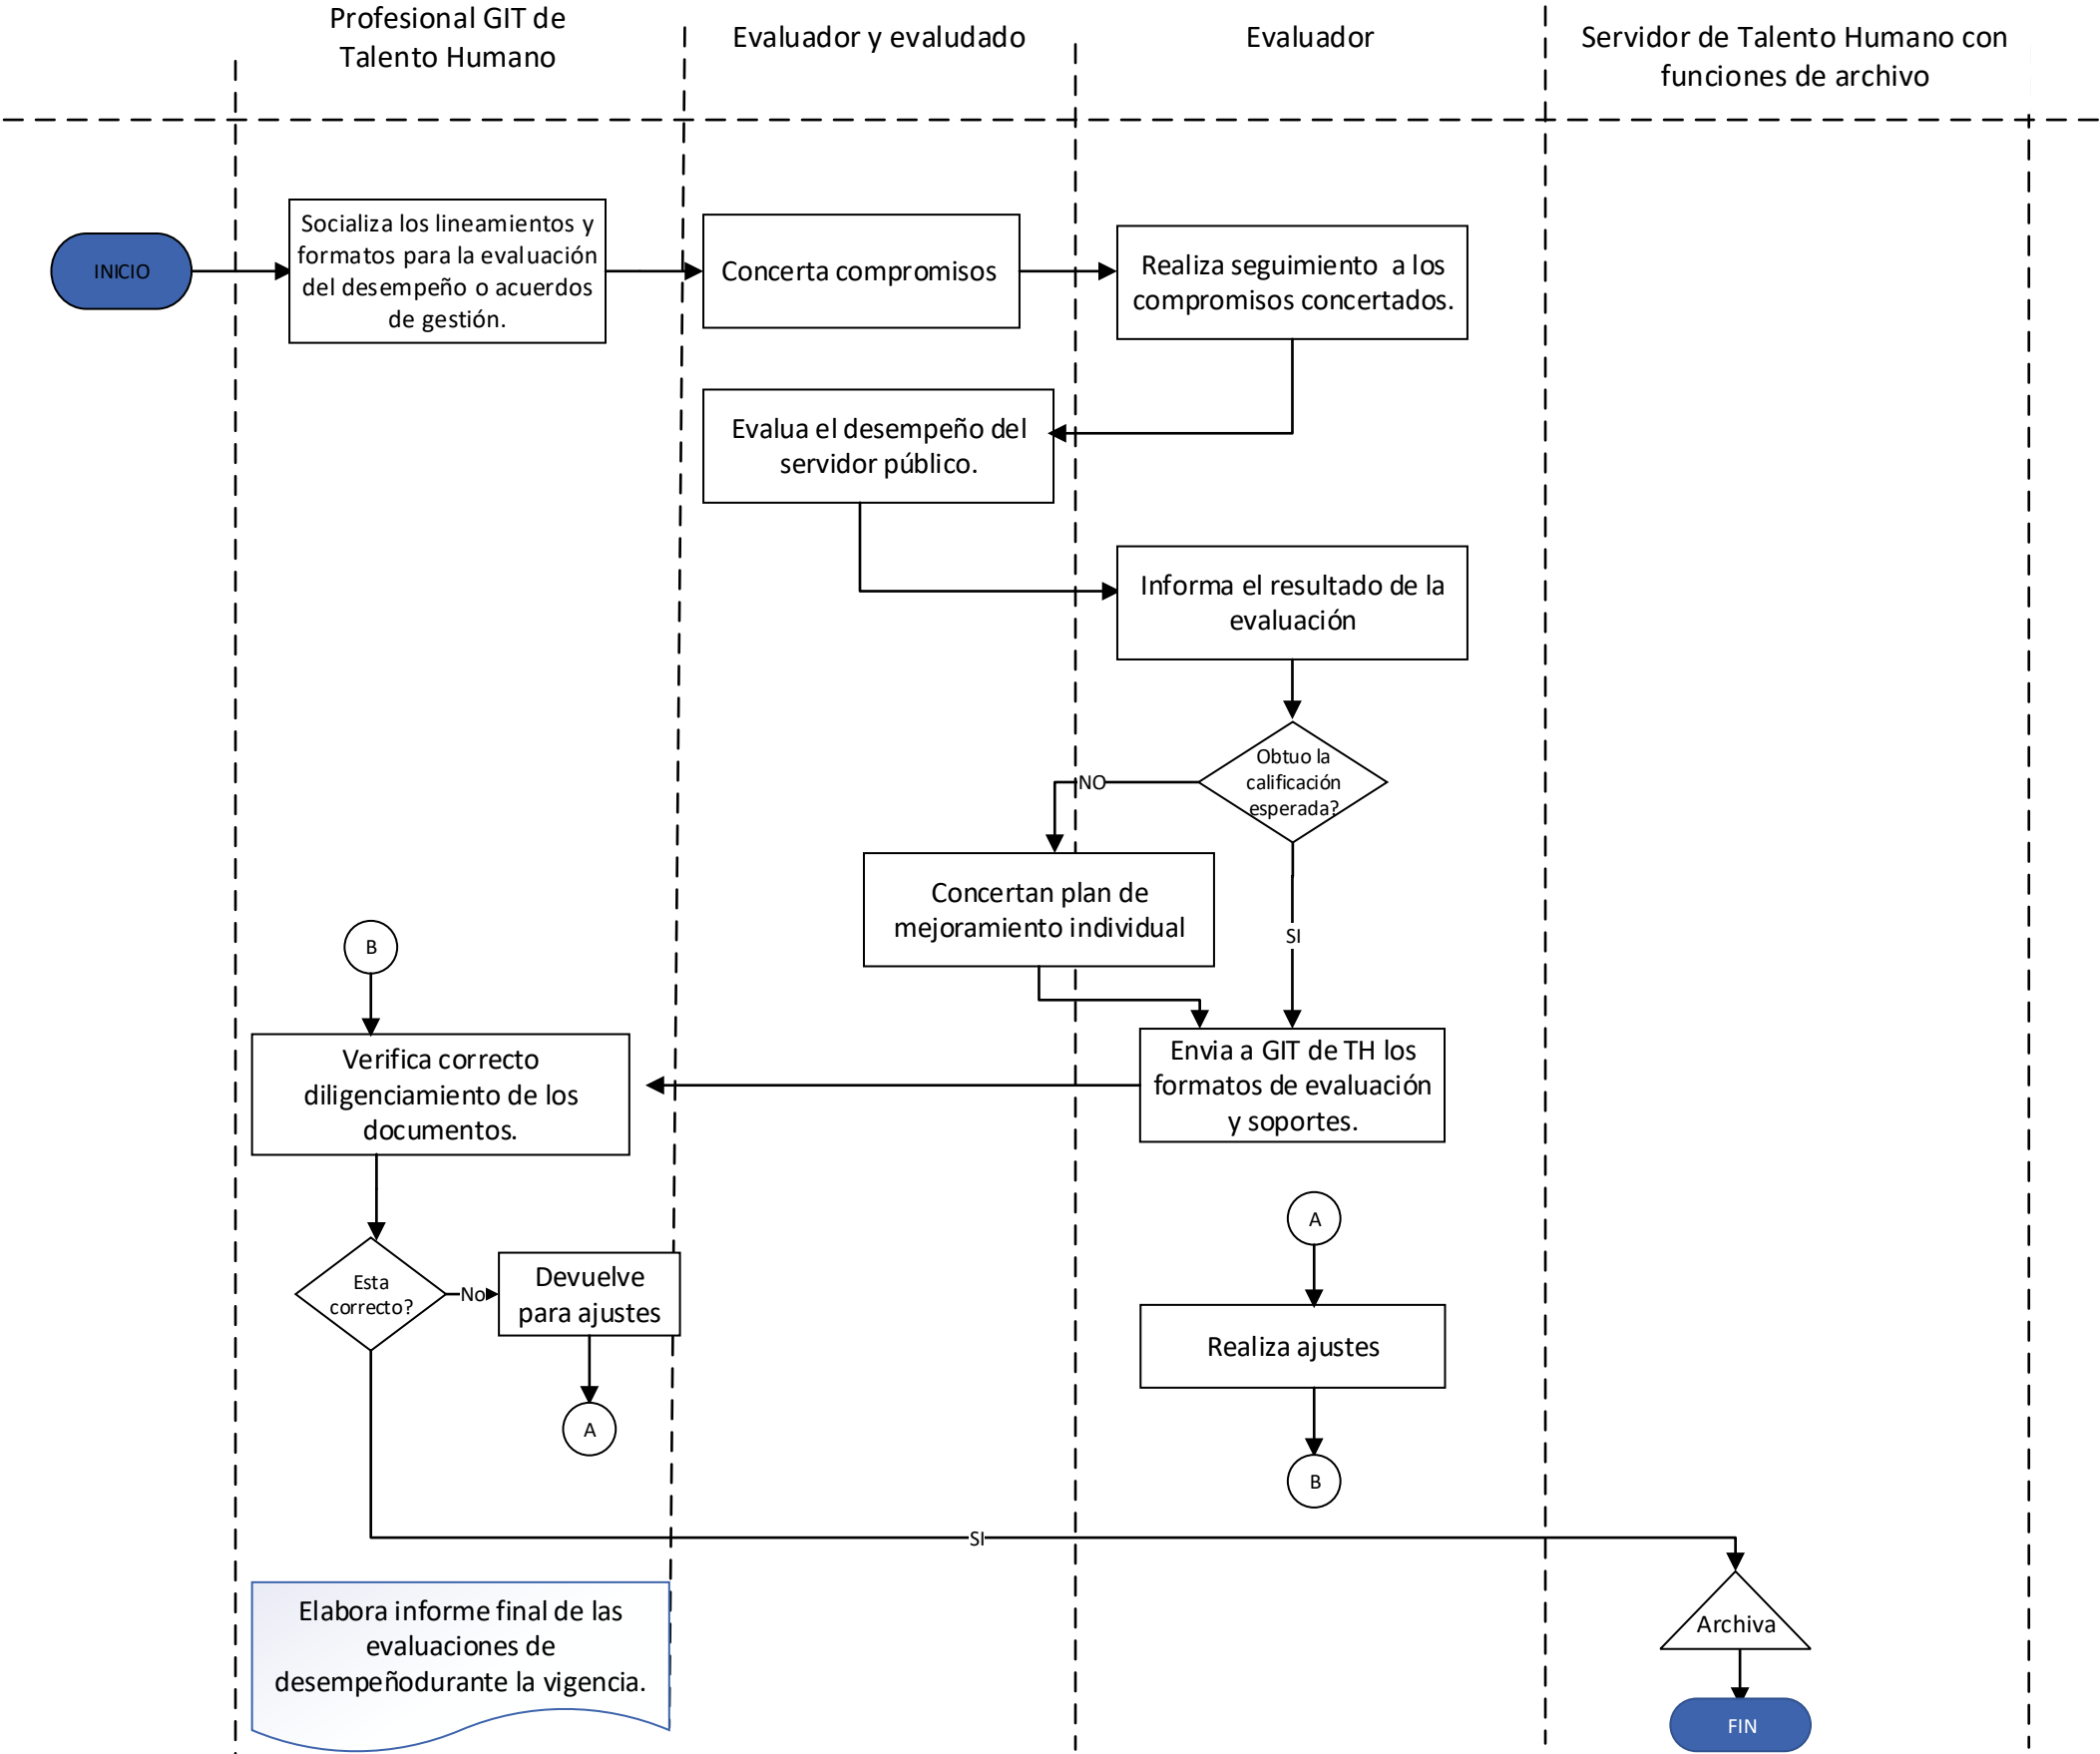 Profesional GIT de
Talento Humano
Evaluador y evaludado
Evaluador
Servidor de Talento Humano con
funciones de archivo
INICIO
Socializa los lineamientos y
formatos para la evaluación
del desempeño o acuerdos
de gestión.
Concerta compromisos
Realiza seguimiento a los
compromisos concertados.
Evalua el desempeño del
servidor público.
Informa el resultado de la
evaluación
Obtuo la
calificación
esperada?
NO
Concertan plan de
mejoramiento individual
SI
B
Verifica correcto
diligenciamiento de los
documentos.
Envia a GIT de TH los
formatos de evaluación
y soportes.
A
Esta
correcto?
No
Devuelve
para ajustes
Realiza ajustes
A
B
SI
Elabora informe final de las
evaluaciones de
desempeñodurante la vigencia.
Archiva
FIN